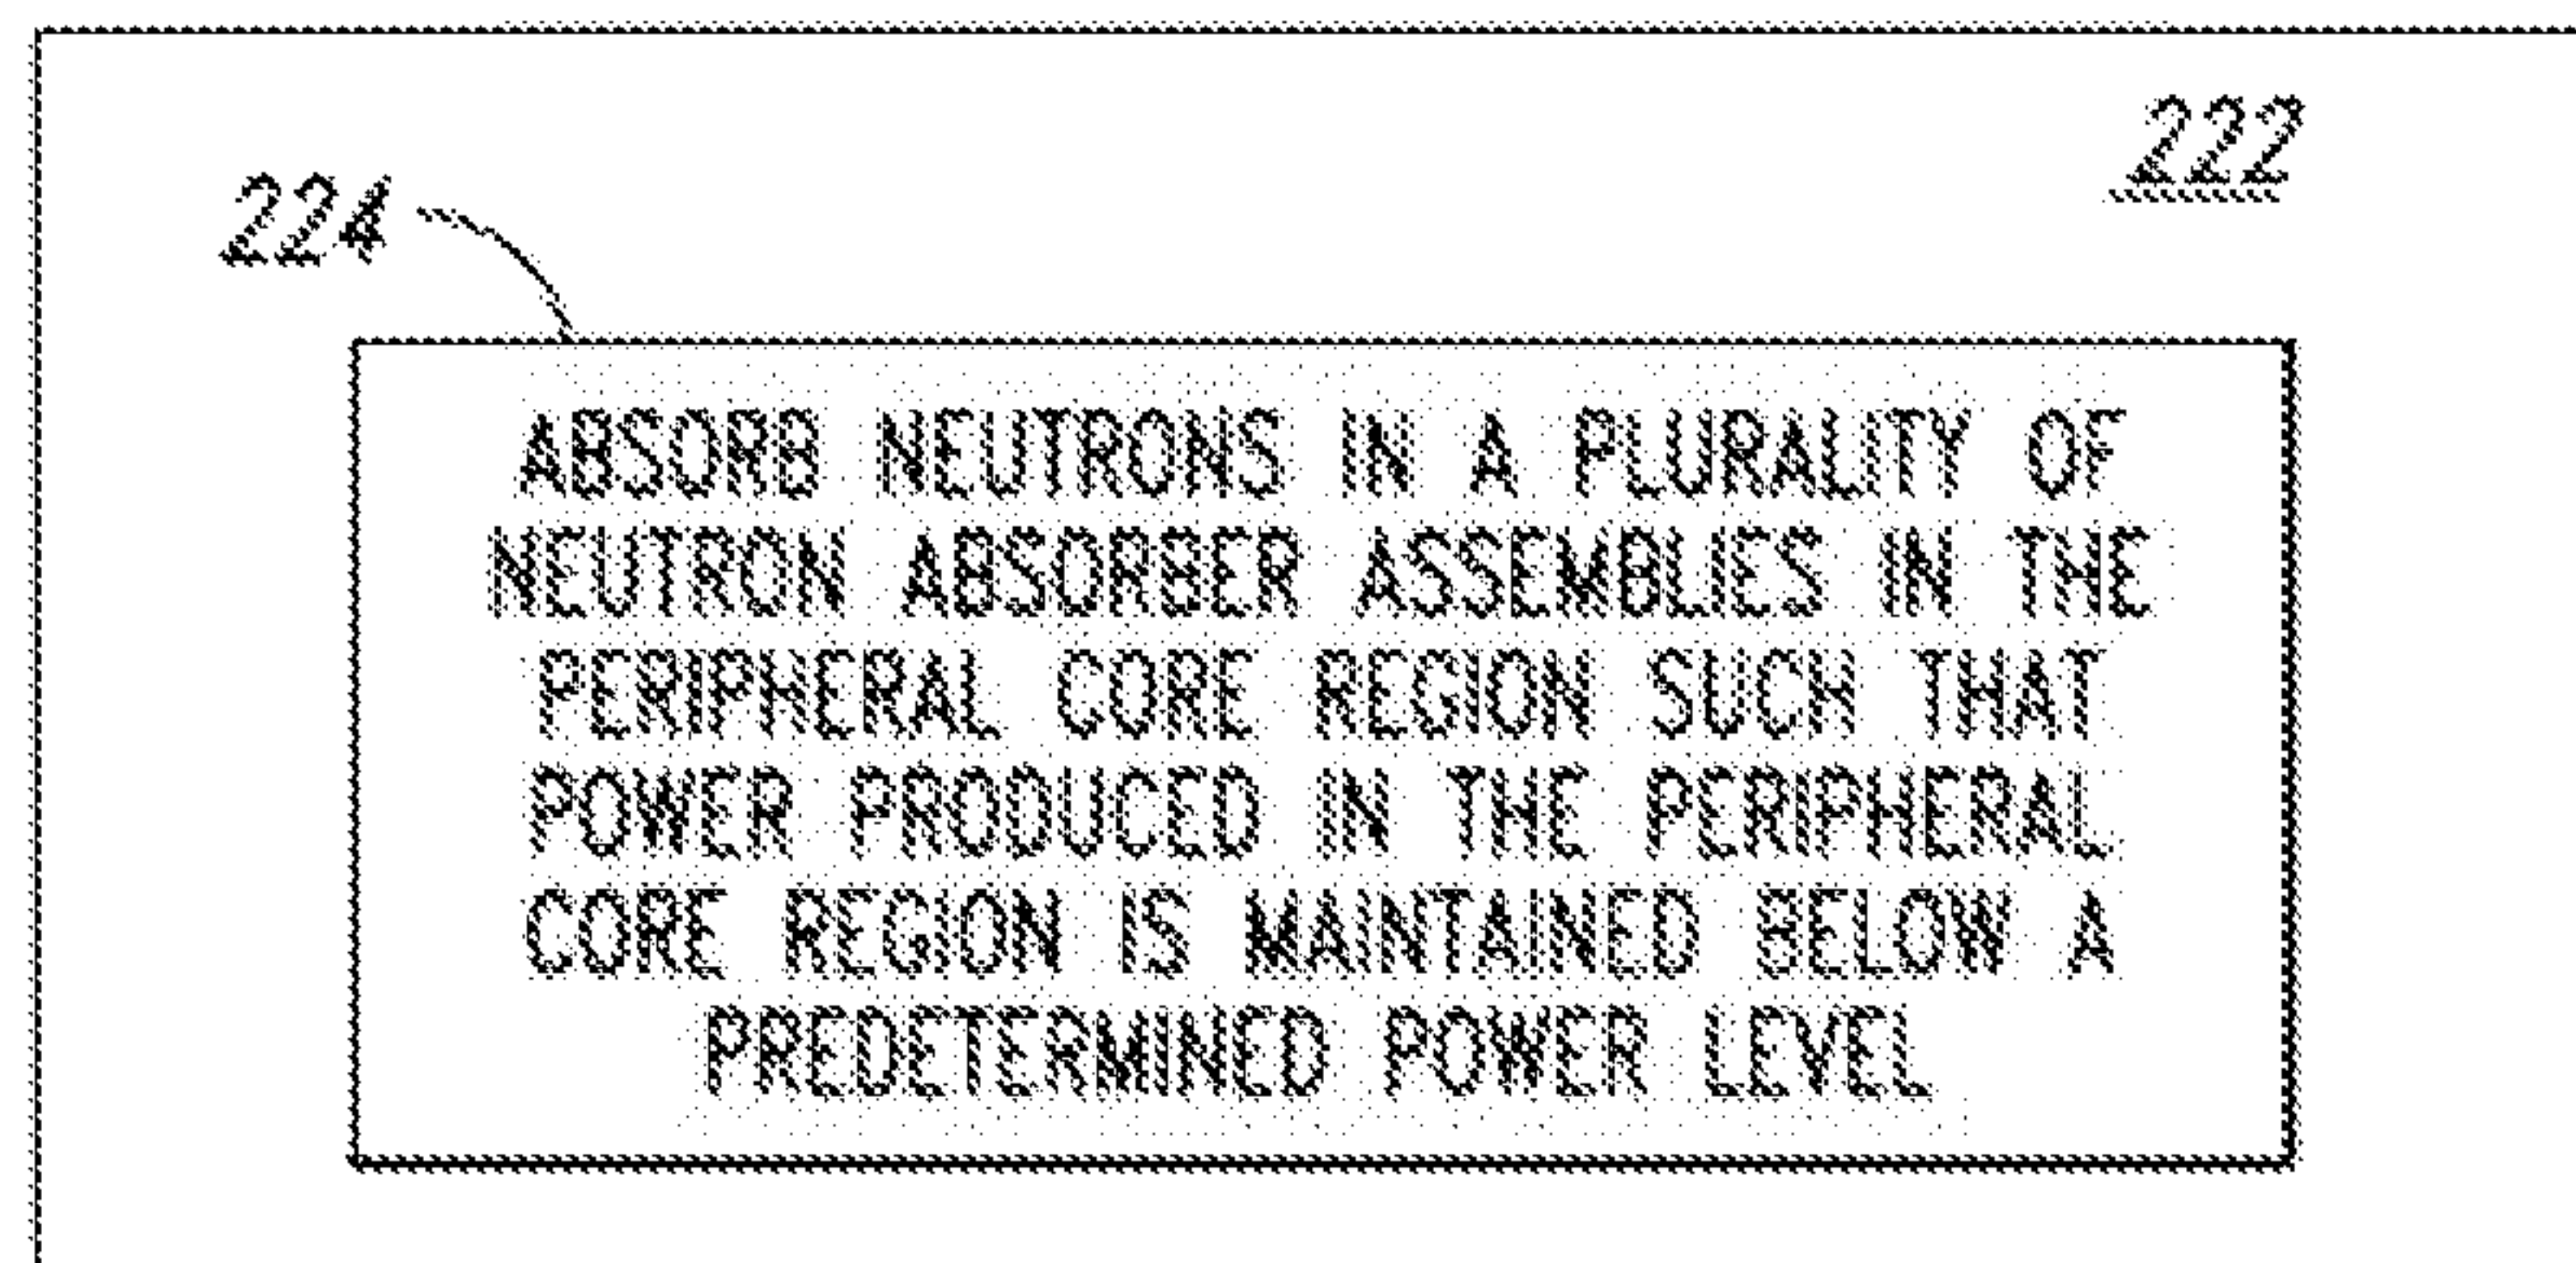 222
224
ABSORB NEUTRONS IN A PLURALITY OF
NEUTRON ABSORBER ASSEMBLIES IN THE
PERIPHERAL CORE REGION SUCH THAT
POWER PRODUCED IN THE PERIPHERAL
CORE REGION IS MAINTAINED BELOW A
PREDETERMINED POWER LEVEL